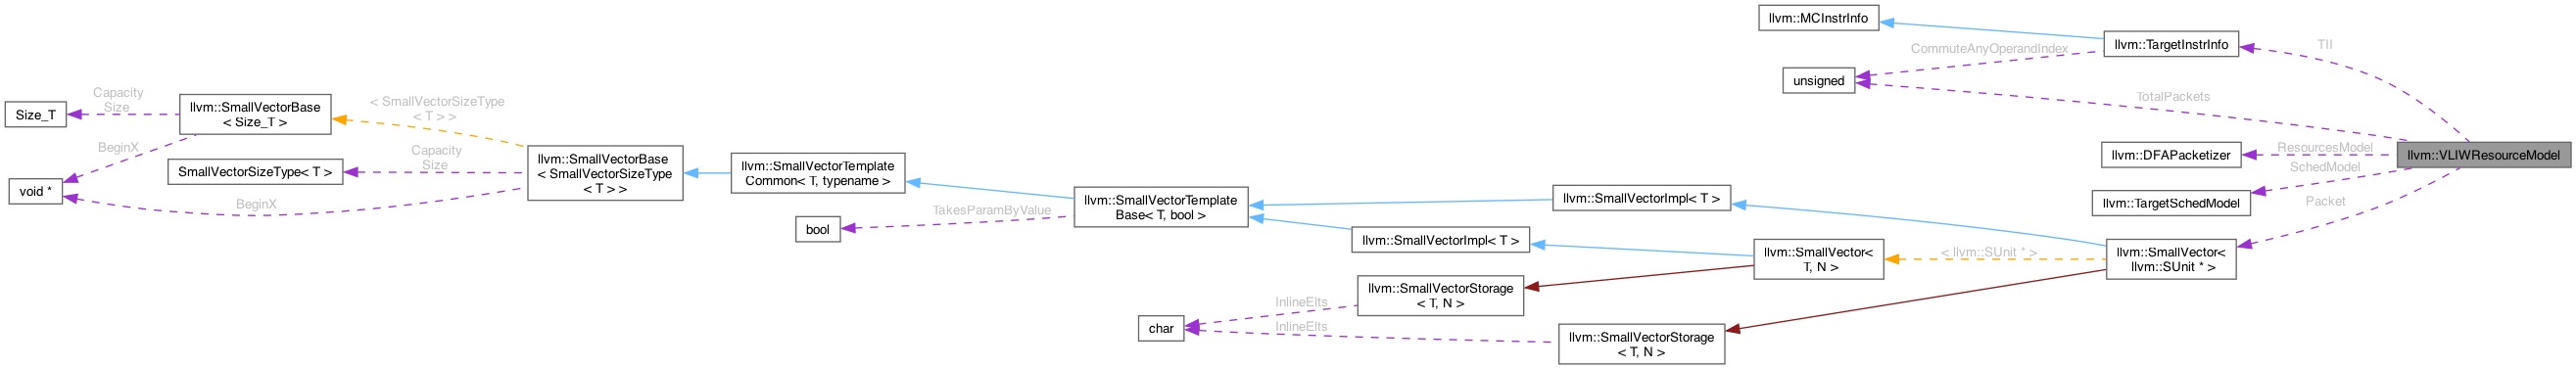 llvm::MCInstrInfo
llvm::TargetInstrInfo
TII
CommuteAnyOperandIndex
unsigned
TotalPackets
Capacity
Size
llvm::SmallVectorBase
< Size_T >
< SmallVectorSizeType
< T > >
Size_T
BeginX
SmallVectorSizeType< T >
Capacity
Size
llvm::SmallVectorBase
< SmallVectorSizeType
< T > >
llvm::SmallVectorTemplate
Common< T, typename >
void *
BeginX
llvm::SmallVectorTemplate
Base< T, bool >
TakesParamByValue
bool
llvm::SmallVectorImpl< T >
llvm::SmallVectorImpl< T >
llvm::DFAPacketizer
ResourcesModel
llvm::VLIWResourceModel
SchedModel
llvm::TargetSchedModel
Packet
llvm::SmallVector<
T, N >
< llvm::SUnit * >
llvm::SmallVector<
llvm::SUnit * >
llvm::SmallVectorStorage
< T, N >
InlineElts
char
InlineElts
llvm::SmallVectorStorage
< T, N >